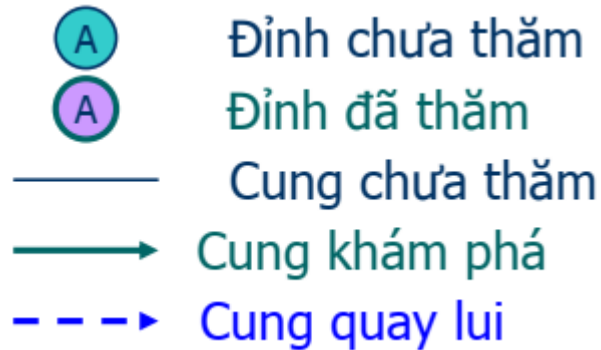 A Đỉnh chưa thăm
A Đỉnh đã thăm
Cung chưa thăm
Cung khám phá
Cung quay lui